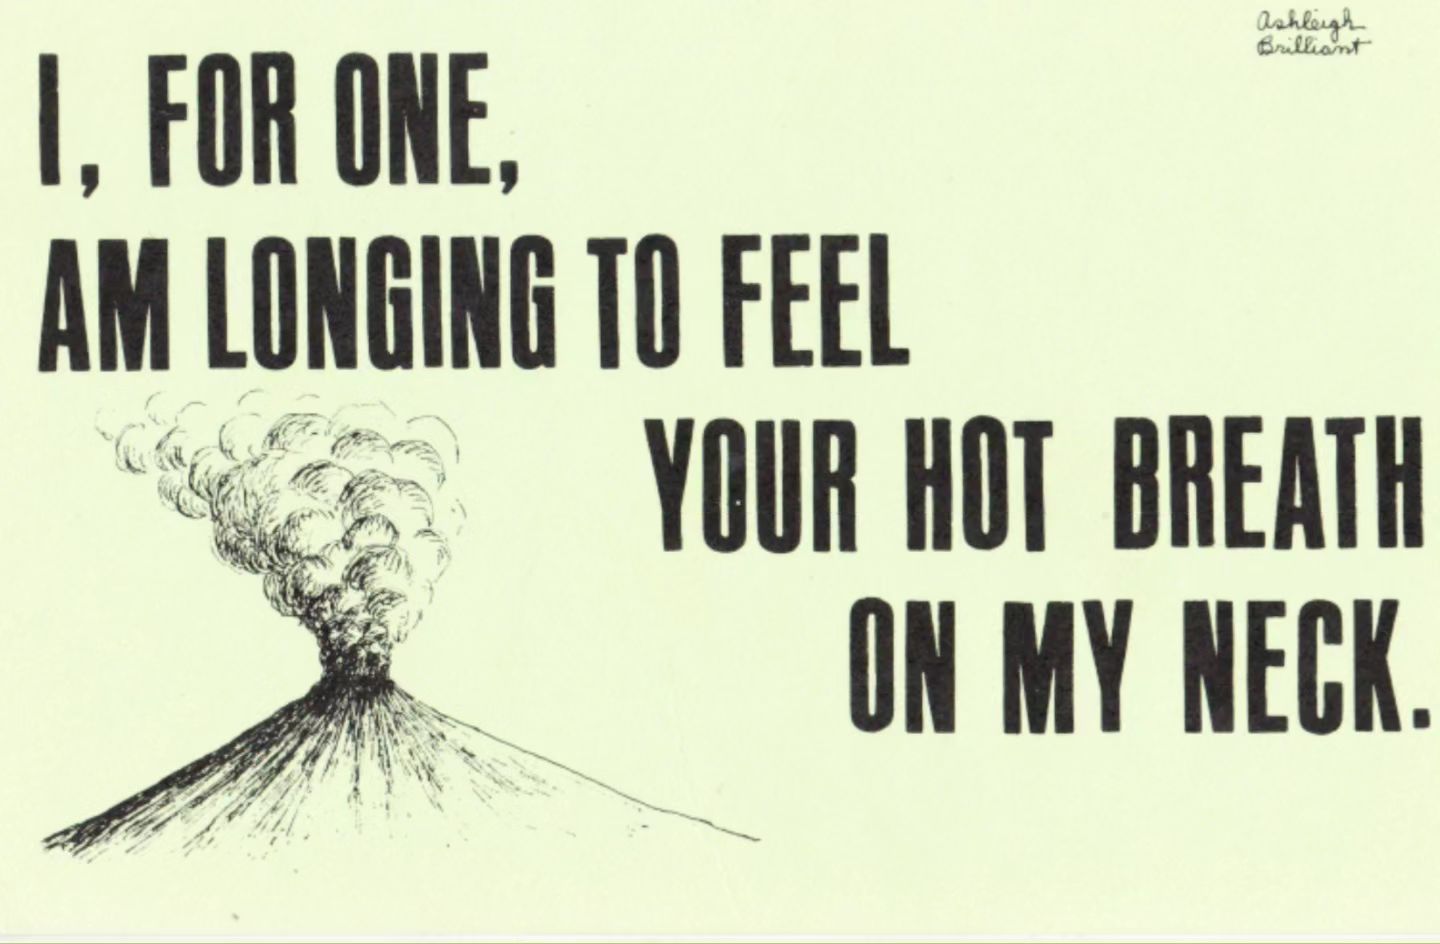 Ashleigh
Brilliant
I, FOR ONE,
AM LONGING TO FEEL
YOUR HOT BREATH
ON MY NECK.